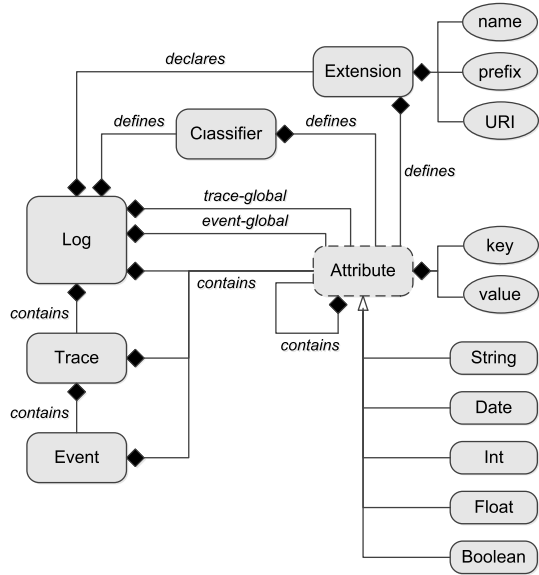 name
declares
Extension
prefix
defines
Classifier
defines
URI
defines
trace-global
Log
event-global
key
contains
Attribute
value
contains
contains
Trace
String
contains
Date
Event
Int
Float
Boolean